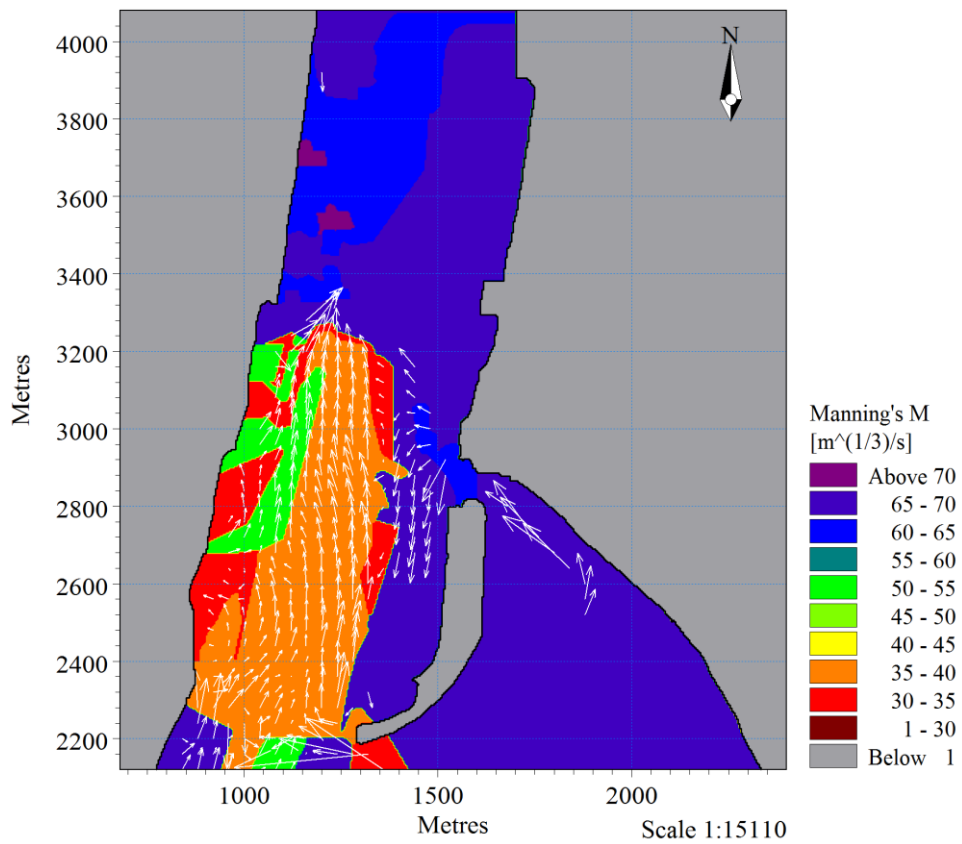 N
4000
3800
3600
3400
3200
3000
2800
2600
2400
2200
Metres
1000 1500 2000
Metres
Scale 1:15110
Manning's M
[m^(1/3)/s]
Above 70
65 - 70
60 - 65
55 - 60
50 - 55
45 - 50
40 - 45
35 - 40
30 - 35
1 - 30
Below 1